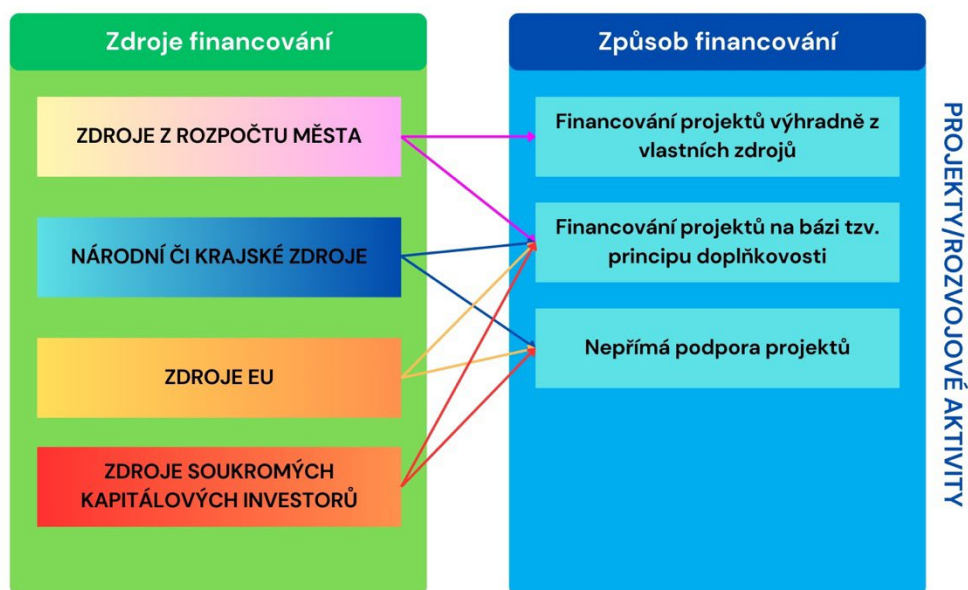 Zdroje financování
ZDROJE Z ROZPOČTU MĚSTA
NÁRODNÍ ČI KRAJSKÉ ZDROJE
ZDROJE EU
ZDROJE SOUKROMÝCH
KAPITÁLOVÝCH INVESTORŮ
Způsob financování
Financování projektů výhradně z
vlastních zdrojů
Financování projektů na bázi tzv.
principu doplňkovosti
Nepřímá podpora projektů
PROJEKTY/ROZVOJOVÉ AKTIVITY